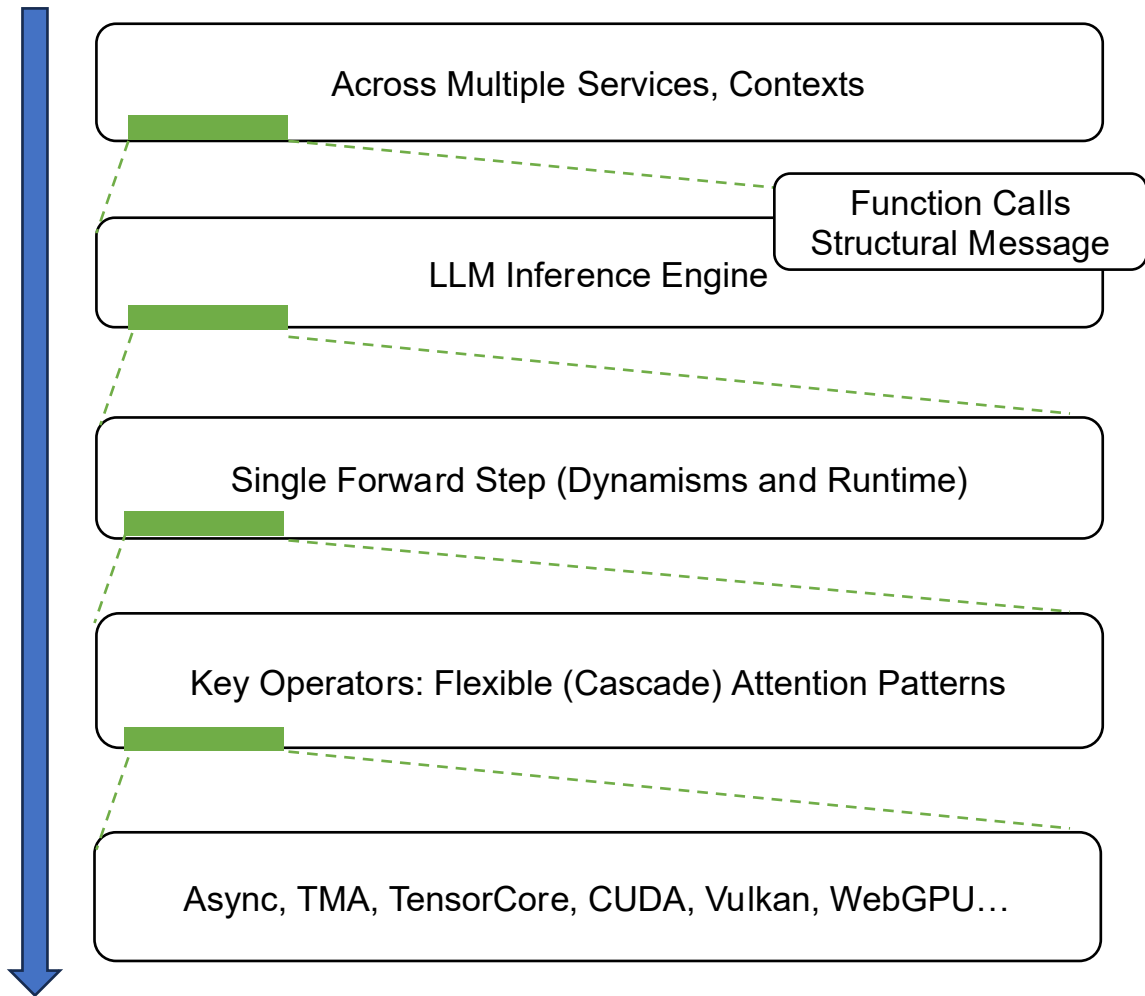 Across Multiple Services, Contexts
Function Calls
Structural Message
LLM Inference Engine
Single Forward Step (Dynamisms and Runtime)
Key Operators: Flexible (Cascade) Attention Patterns
Async, TMA, TensorCore, CUDA, Vulkan, WebGPU…